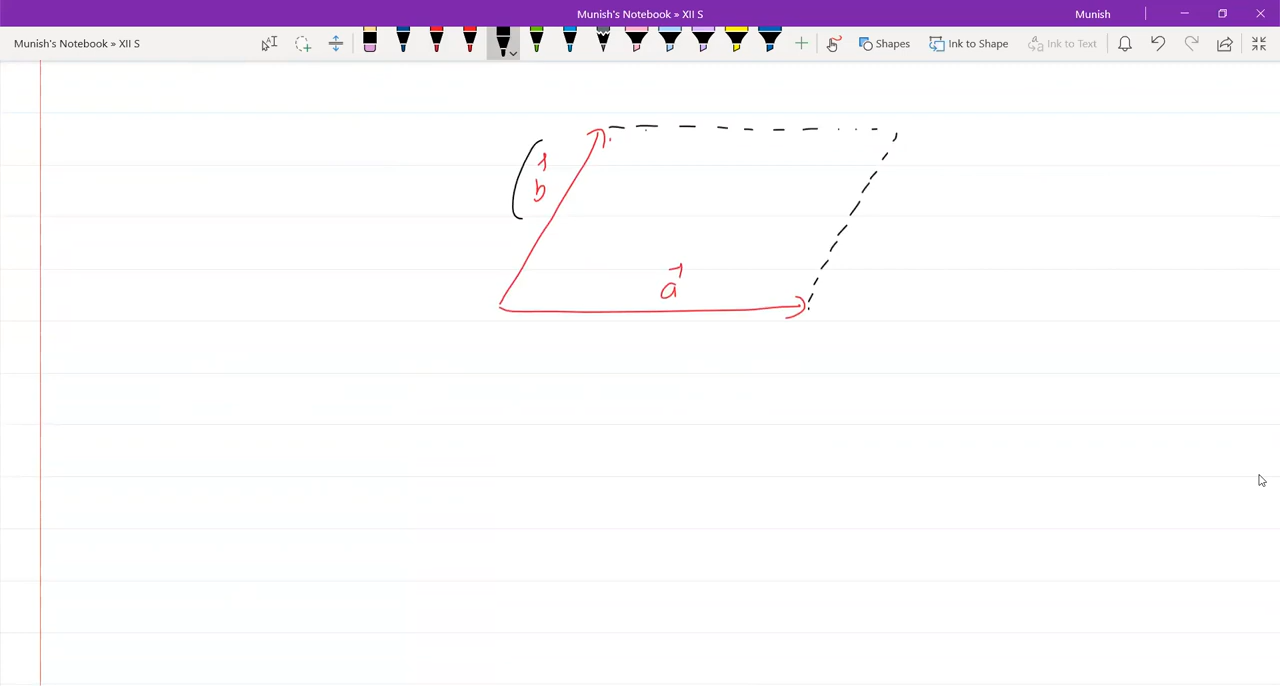 Munish's Notebook » XII S
Munish
Munish's Notebook » XII S
Shapes
Ink to Shape
Ink to Text
b⃗
a⃗